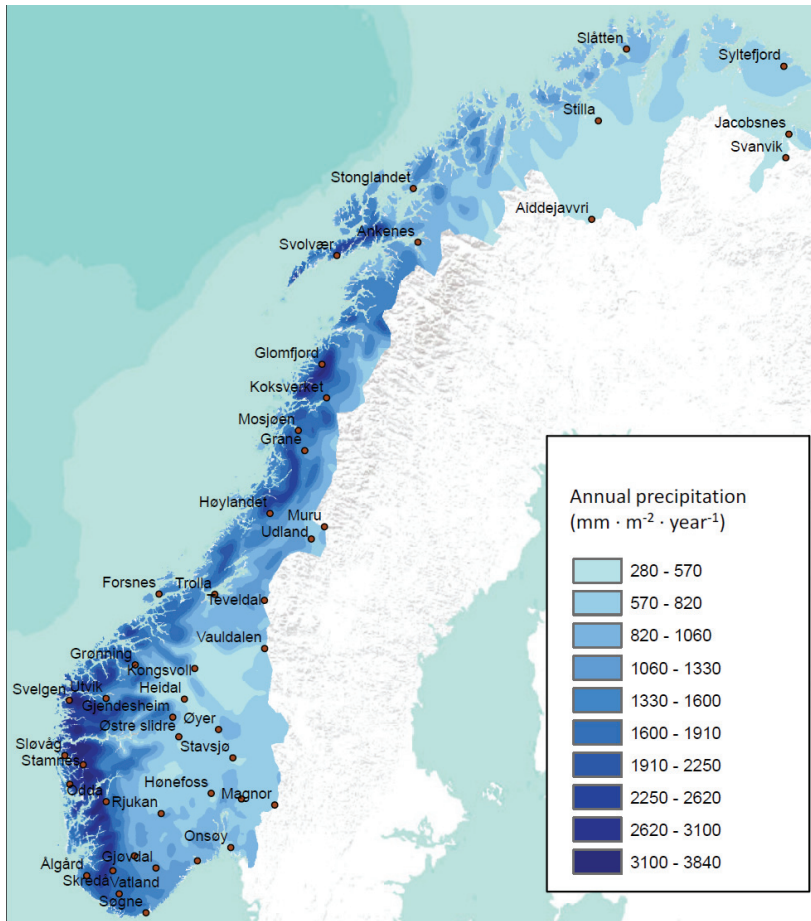 Slåtten
Syltefjord
Stilla
Jacobsnes
Svanvik
Stonglandet
Aiddejavvri
Ankenes
Svolvær
Glomfjord
Koksverket
Mosjøen
Grane
Høylandet
Muru
Udland
Forsnes
Trolla
Teveldal
Vauldalen
Grønning
Kongsvoll
Svelgen
Utvik
Heidal
Gjendesheim
Østre slidre
Øyer
Sløvåg
Stavsjø
Stamnes
Odda
Hønefoss
Rjukan
Magnor
Onsøy
Ålgård
Gjøvdal
Skreda
Vatland
Søgne
Annual precipitation
(mm · m⁻² · year⁻¹)
280 - 570
570 - 820
820 - 1060
1060 - 1330
1330 - 1600
1600 - 1910
1910 - 2250
2250 - 2620
2620 - 3100
3100 - 3840